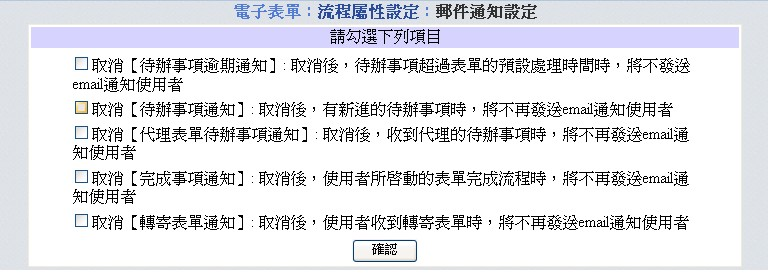 電子表單：流程屬性設定：郵件通知設定
請勾選下列項目
取消【待辦事項逾期通知】: 取消後，待辦事項超過表單的預設處理時間時，將不發送
email通知使用者
取消【待辦事項通知】: 取消後，有新進的待辦事項時，將不再發送email通知使用者
取消【代理表單待辦事項通知】: 取消後，收到代理的待辦事項時，將不再發送email通
知使用者
取消【完成事項通知】: 取消後，使用者所啟動的表單完成流程時，將不再發送email通
知使用者
取消【轉寄表單通知】: 取消後，使用者收到轉寄表單時，將不再發送email通知使用者
確認